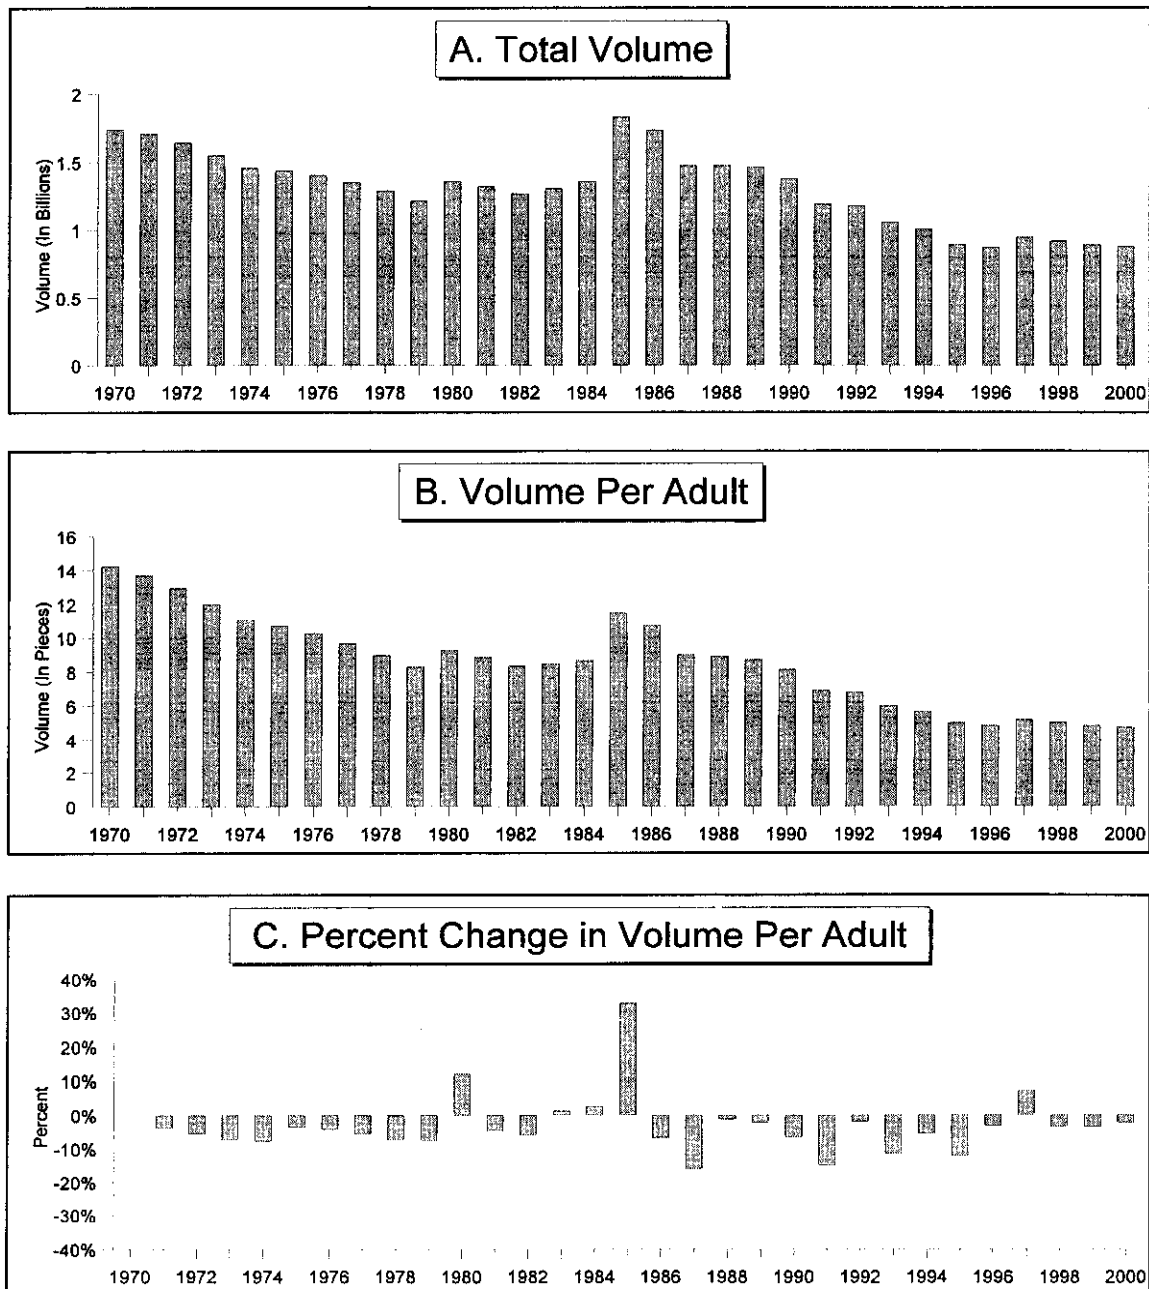 A. Total Volume
Volume (In Billions)
2
1.5
1
0.5
0
1970 1972 1974 1976 1978 1980 1982 1984 1986 1988 1990 1992 1994 1996 1998 2000
B. Volume Per Adult
Volume (In Pieces)
16
14
12
10
8
6
4
2
0
1970 1972 1974 1976 1978 1980 1982 1984 1986 1988 1990 1992 1994 1996 1998 2000
C. Percent Change in Volume Per Adult
Percent
40%
30%
20%
10%
0%
-10%
-20%
-30%
-40%
1970 1972 1974 1976 1978 1980 1982 1984 1986 1988 1990 1992 1994 1996 1998 2000